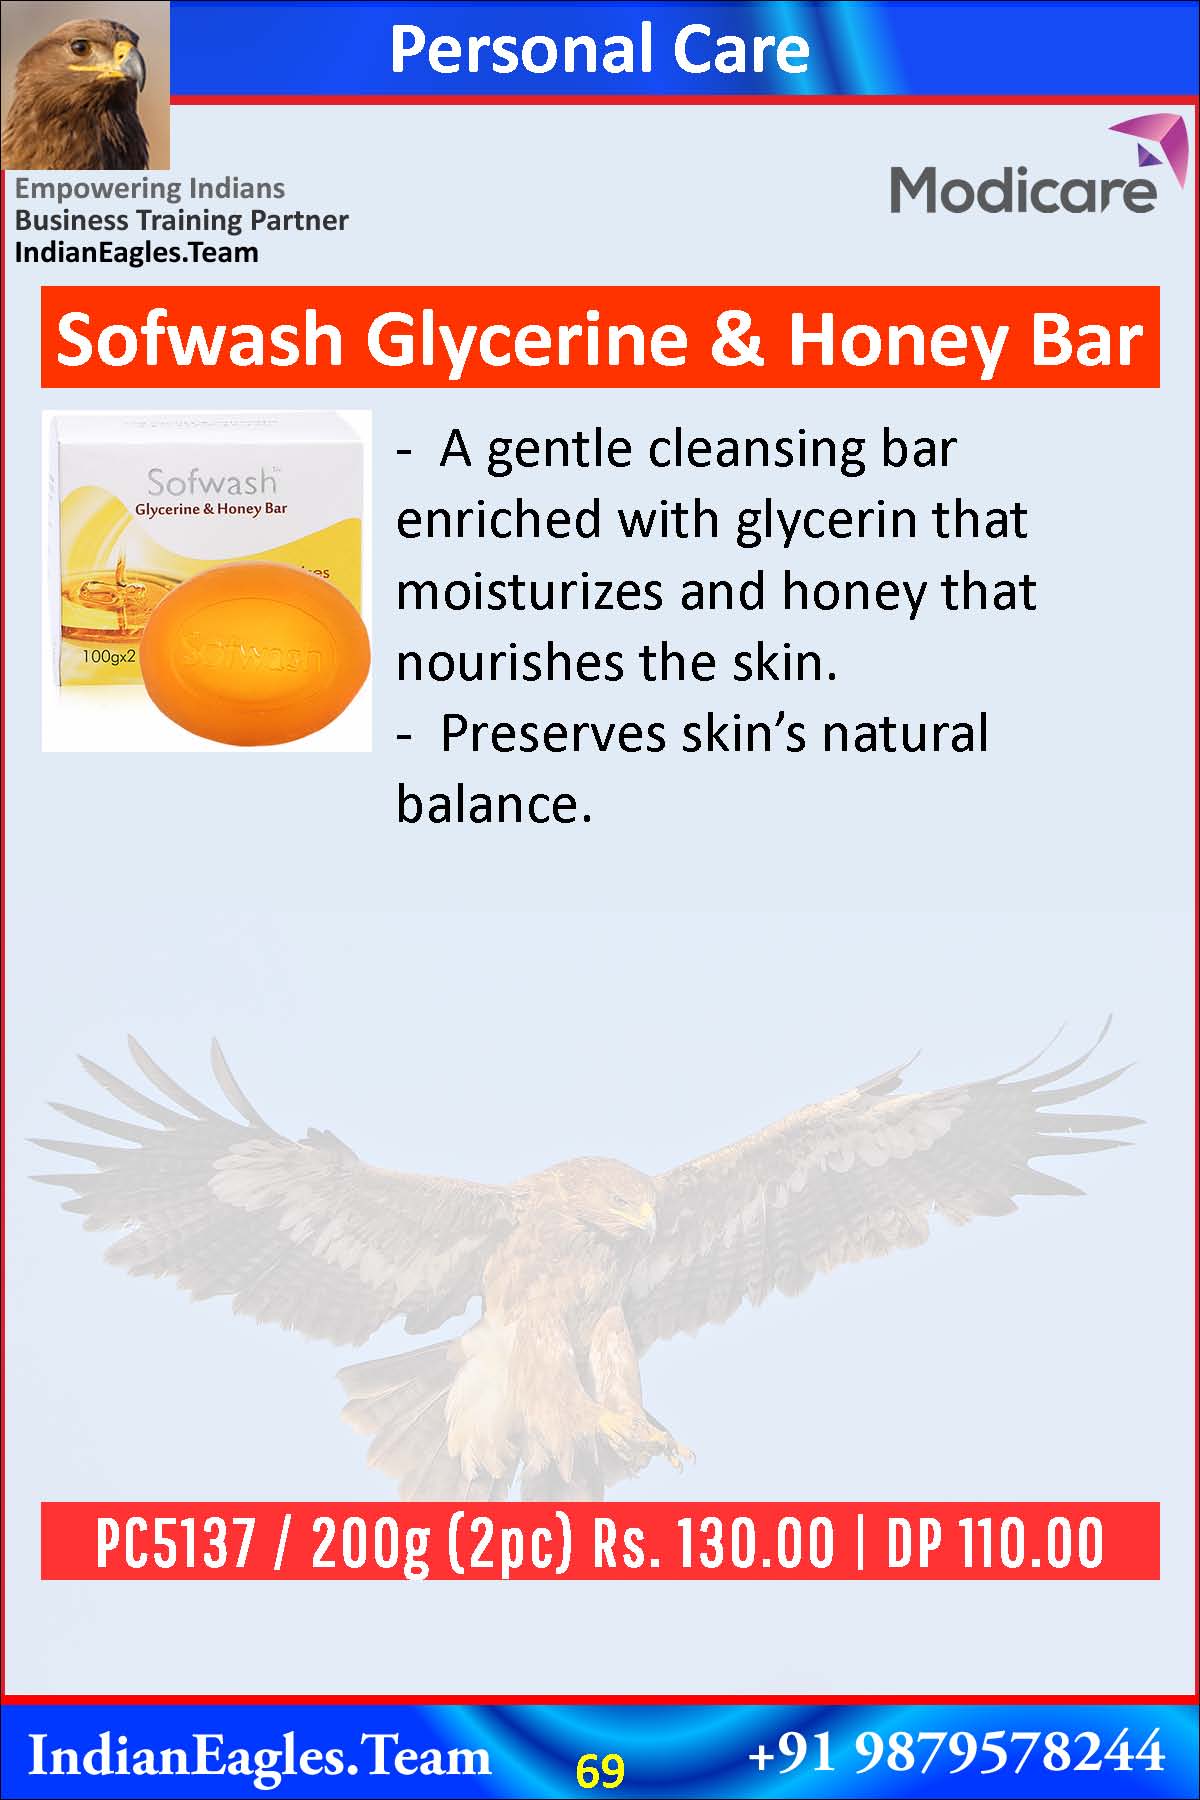 Personal Care
Empowering Indians
Business Training Partner
IndianEagles.Team
Modicare
Sofwash Glycerine & Honey Bar
Sofwash™
Glycerine & Honey Bar
100gx2
Sofwash
- A gentle cleansing bar
enriched with glycerin that
moisturizes and honey that
nourishes the skin.
- Preserves skin’s natural
balance.
PC5137 / 200g (2pc) Rs. 130.00 | DP 110.00
IndianEagles.Team
69
+91 9879578244